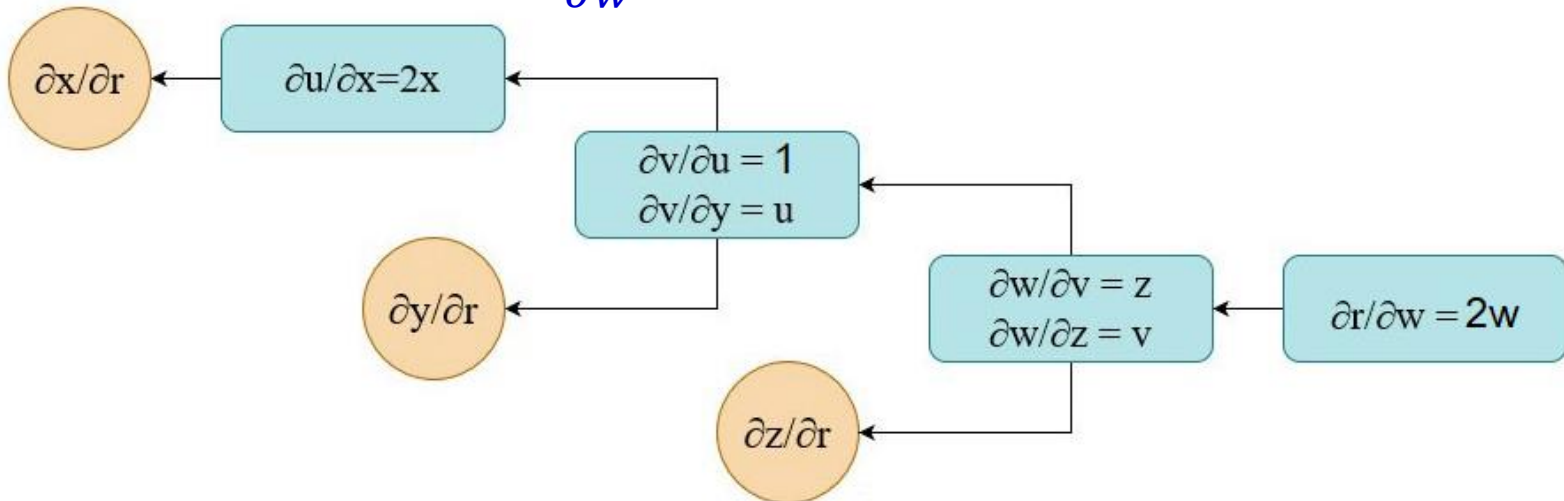 ∂w
∂x/∂r
∂u/∂x=2x
∂v/∂u = 1
∂v/∂y = u
∂y/∂r
∂w/∂v = z
∂w/∂z = v
∂r/∂w = 2w
∂z/∂r